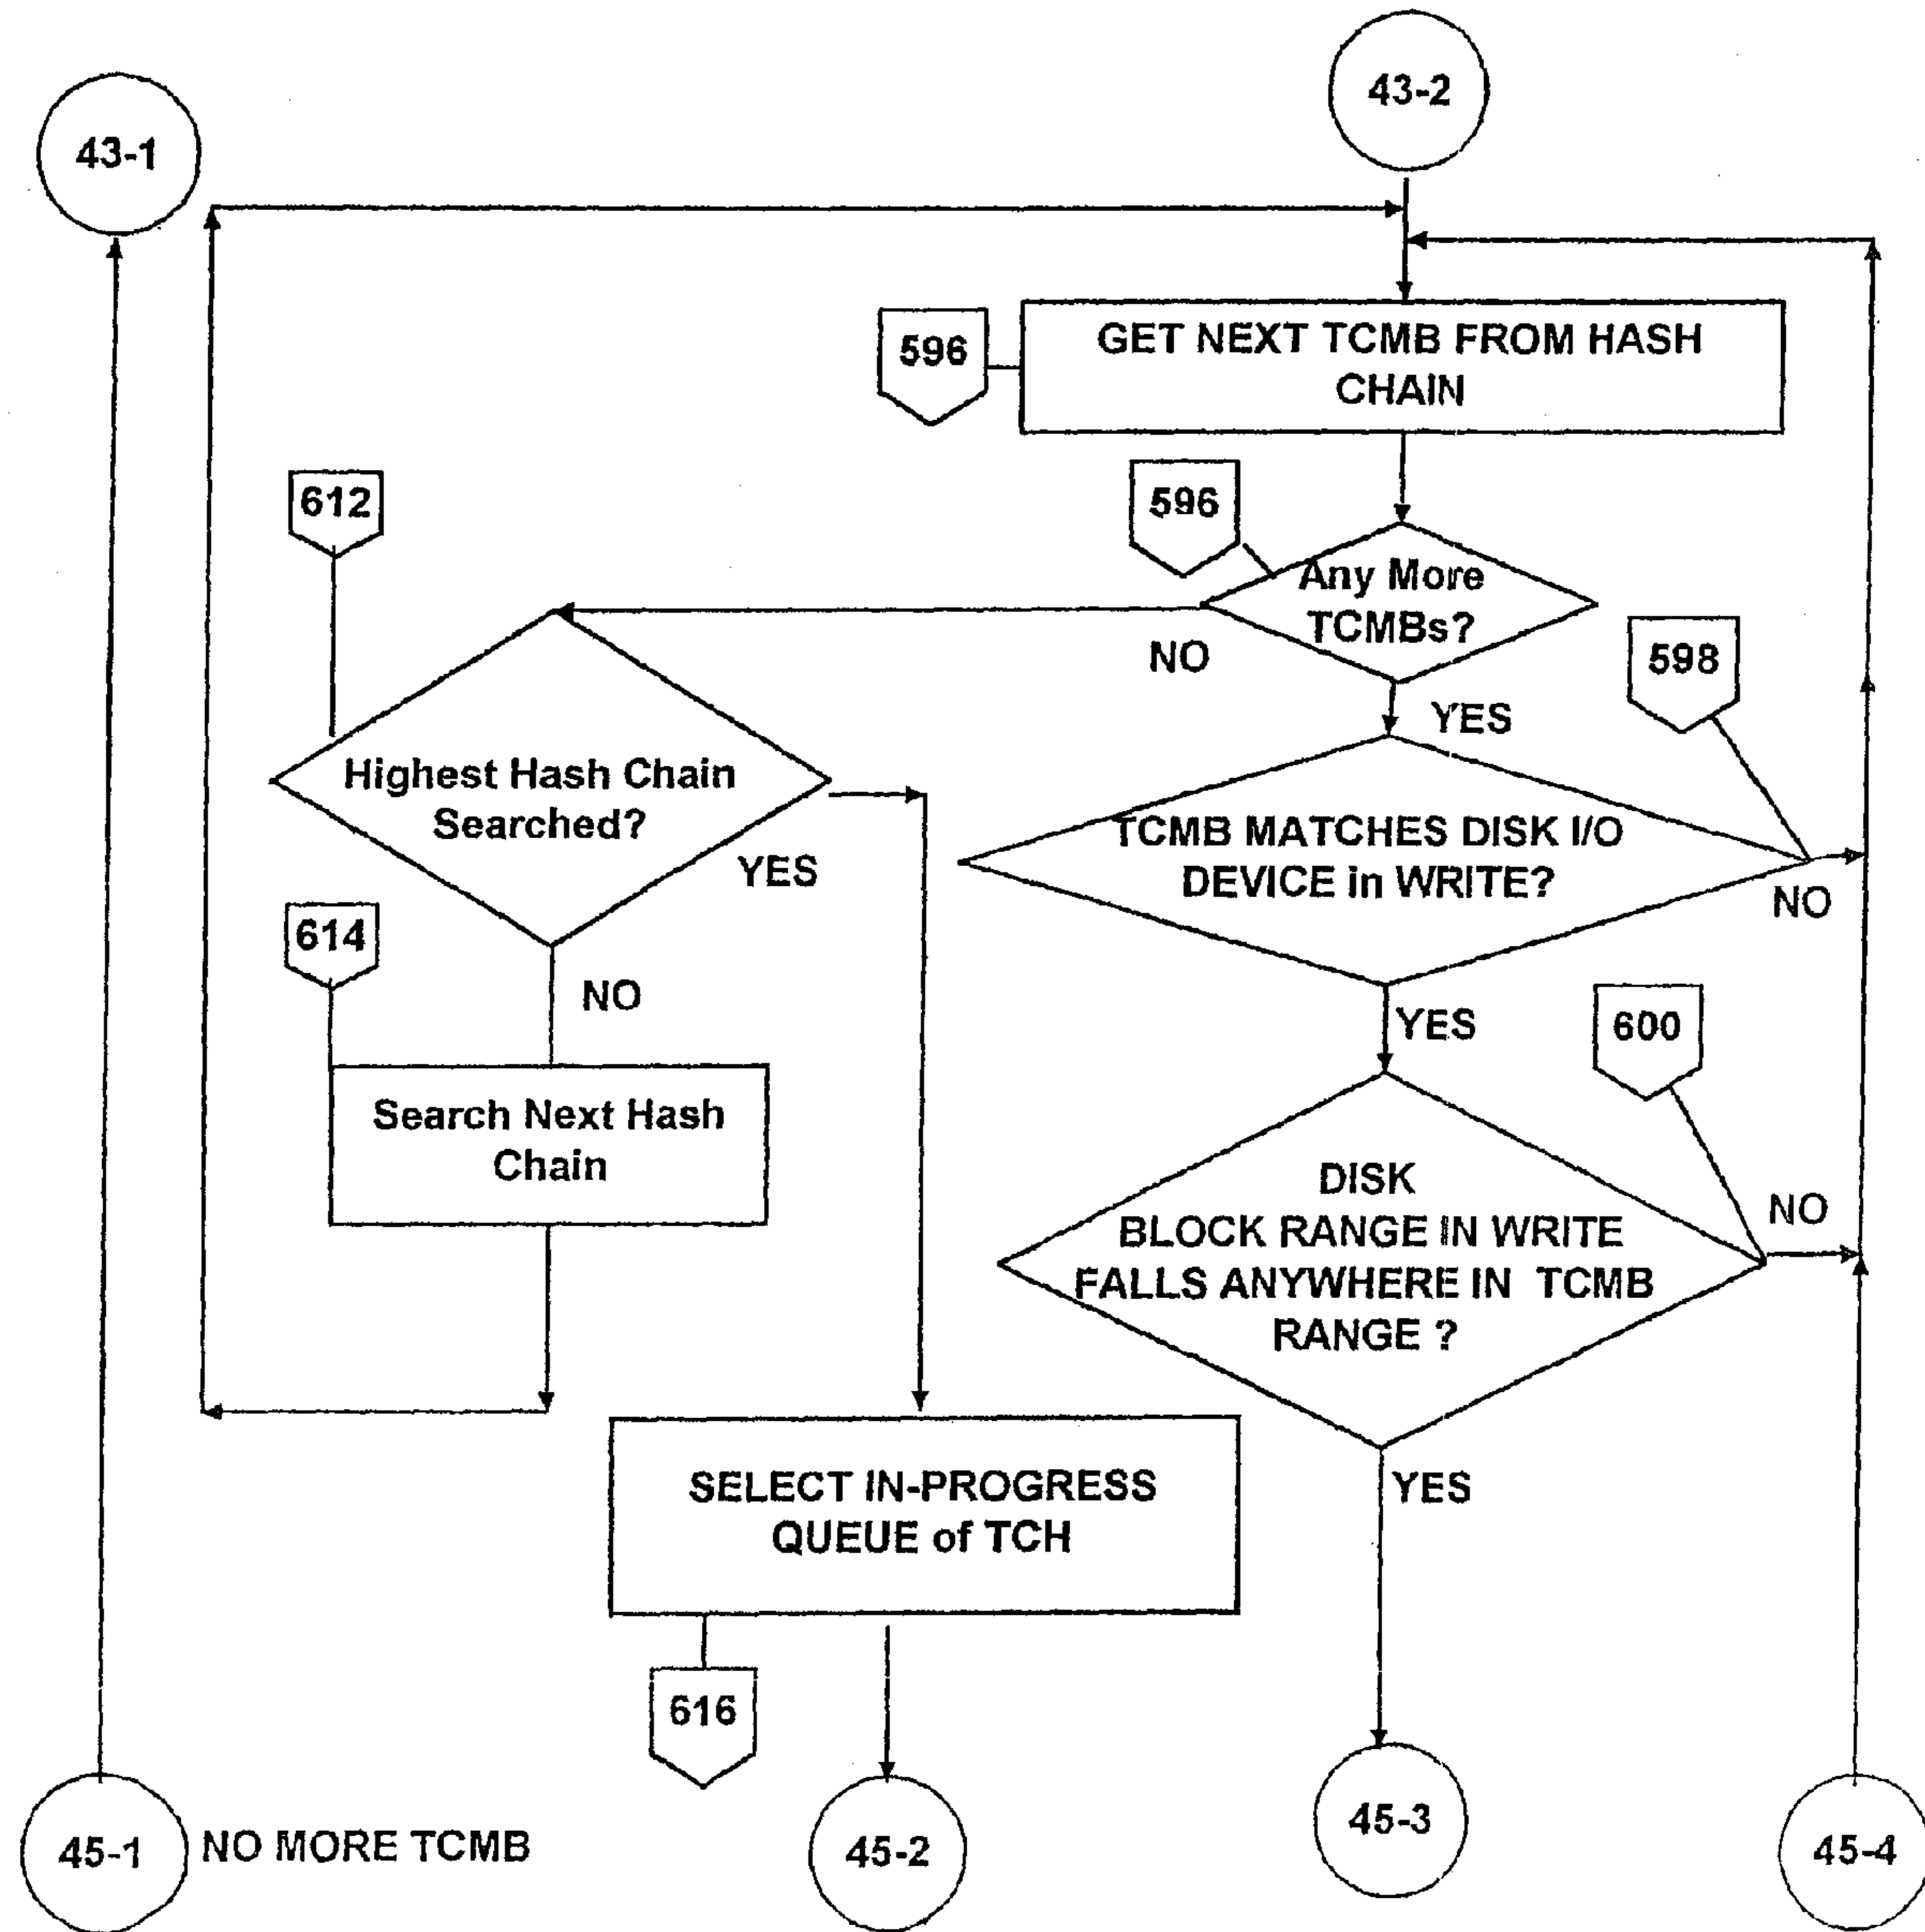 43-2
43-1
596
GET NEXT TCMB FROM HASH
CHAIN
612
596
Any More
TCMBs?
NO
598
YES
Highest Hash Chain
Searched?
YES
TCMB MATCHES DISK I/O
DEVICE in WRITE?
NO
614
NO
YES
600
Search Next Hash
Chain
DISK
BLOCK RANGE IN WRITE
FALLS ANYWHERE IN TCMB
RANGE ?
NO
SELECT IN-PROGRESS
QUEUE of TCH
YES
616
45-1
NO MORE TCMB
45-2
45-3
45-4